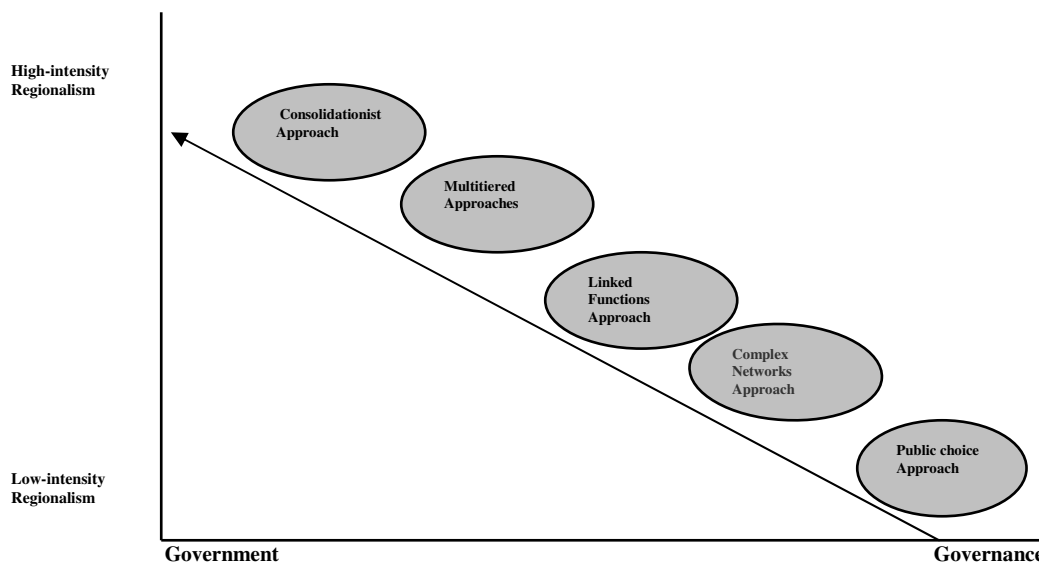 High-intensity
Regionalism
Consolidationist
Approach
Multitiered
Approaches
Linked
Functions
Approach
Complex
Networks
Approach
Public choice
Approach
Low-intensity
Regionalism
Government
Governance